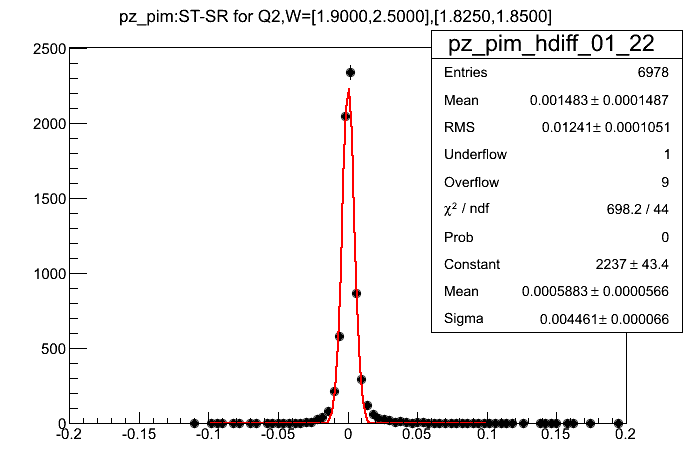 pz_pim:ST-SR for Q2,W=[1.9000,2.5000],[1.8250,1.8500]
pz_pim_hdiff_01_22
Entries 6978
Mean 0.001483 ± 0.0001487
RMS 0.01241 ± 0.0001051
Underflow 1
Overflow 9
χ² / ndf 698.2 / 44
Prob 0
Constant 2237 ± 43.4
Mean 0.0005883 ± 0.0000566
Sigma 0.004461 ± 0.000066
2500
2000
1500
1000
500
0
-0.2 -0.15 -0.1 -0.05 0 0.05 0.1 0.15 0.2